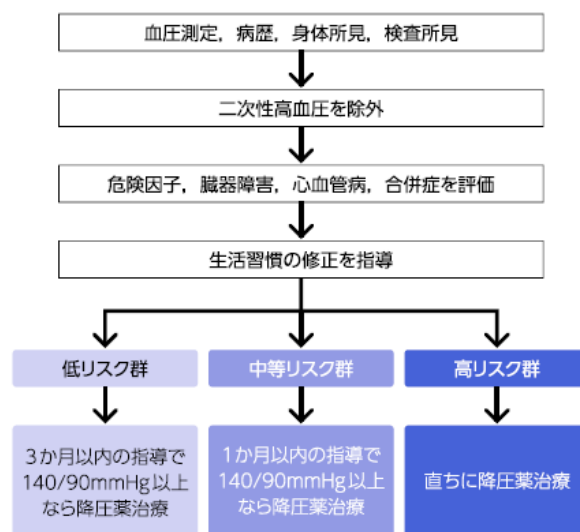 血圧測定，病歴，身体所見，検査所見
二次性高血圧を除外
危険因子，臓器障害，心血管病，合併症を評価
生活習慣の修正を指導
低リスク群
中等リスク群
高リスク群
3か月以内の指導で
140/90mmHg以上
なら降圧薬治療
1か月以内の指導で
140/90mmHg以上
なら降圧薬治療
直ちに降圧薬治療